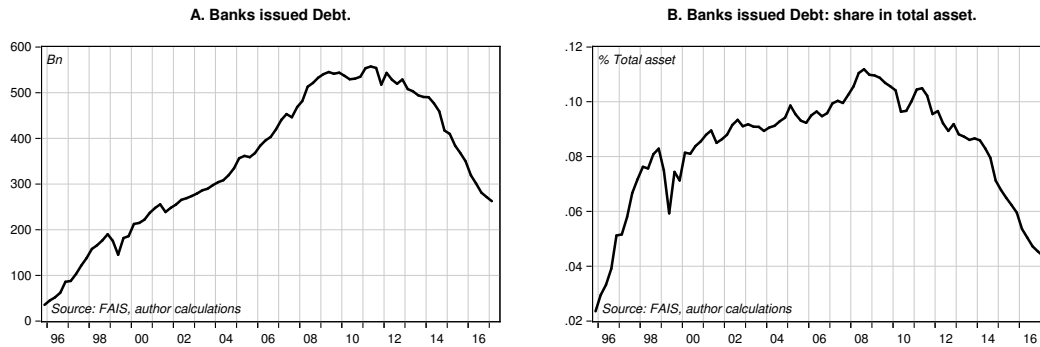 A. Banks issued Debt.
600
500
400
300
200
100
0
Bn
Source: FAIS, author calculations
96 98 00 02 04 06 08 10 12 14 16
B. Banks issued Debt: share in total asset.
.12
.10
.08
.06
.04
.02
% Total asset
Source: FAIS, author calculations
96 98 00 02 04 06 08 10 12 14 16